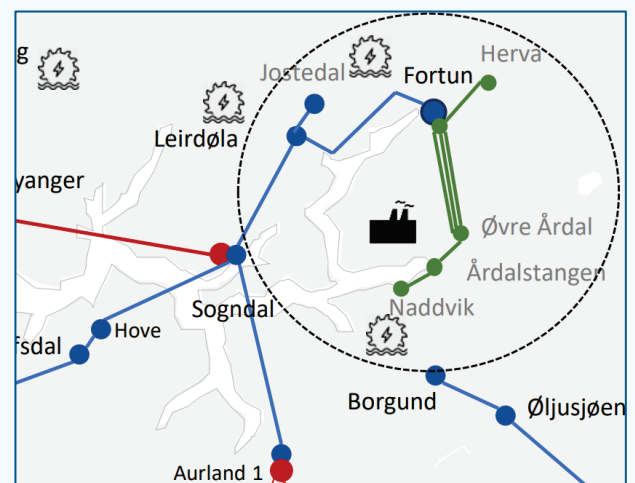 g
Herva
Fortun
Jostedal
Leirdøla
yanger
Øvre Årdal
Årdalstangen
Naddvik
Sogndal
Hove
fsdal
Borgund
Øljusjøen
Aurland 1